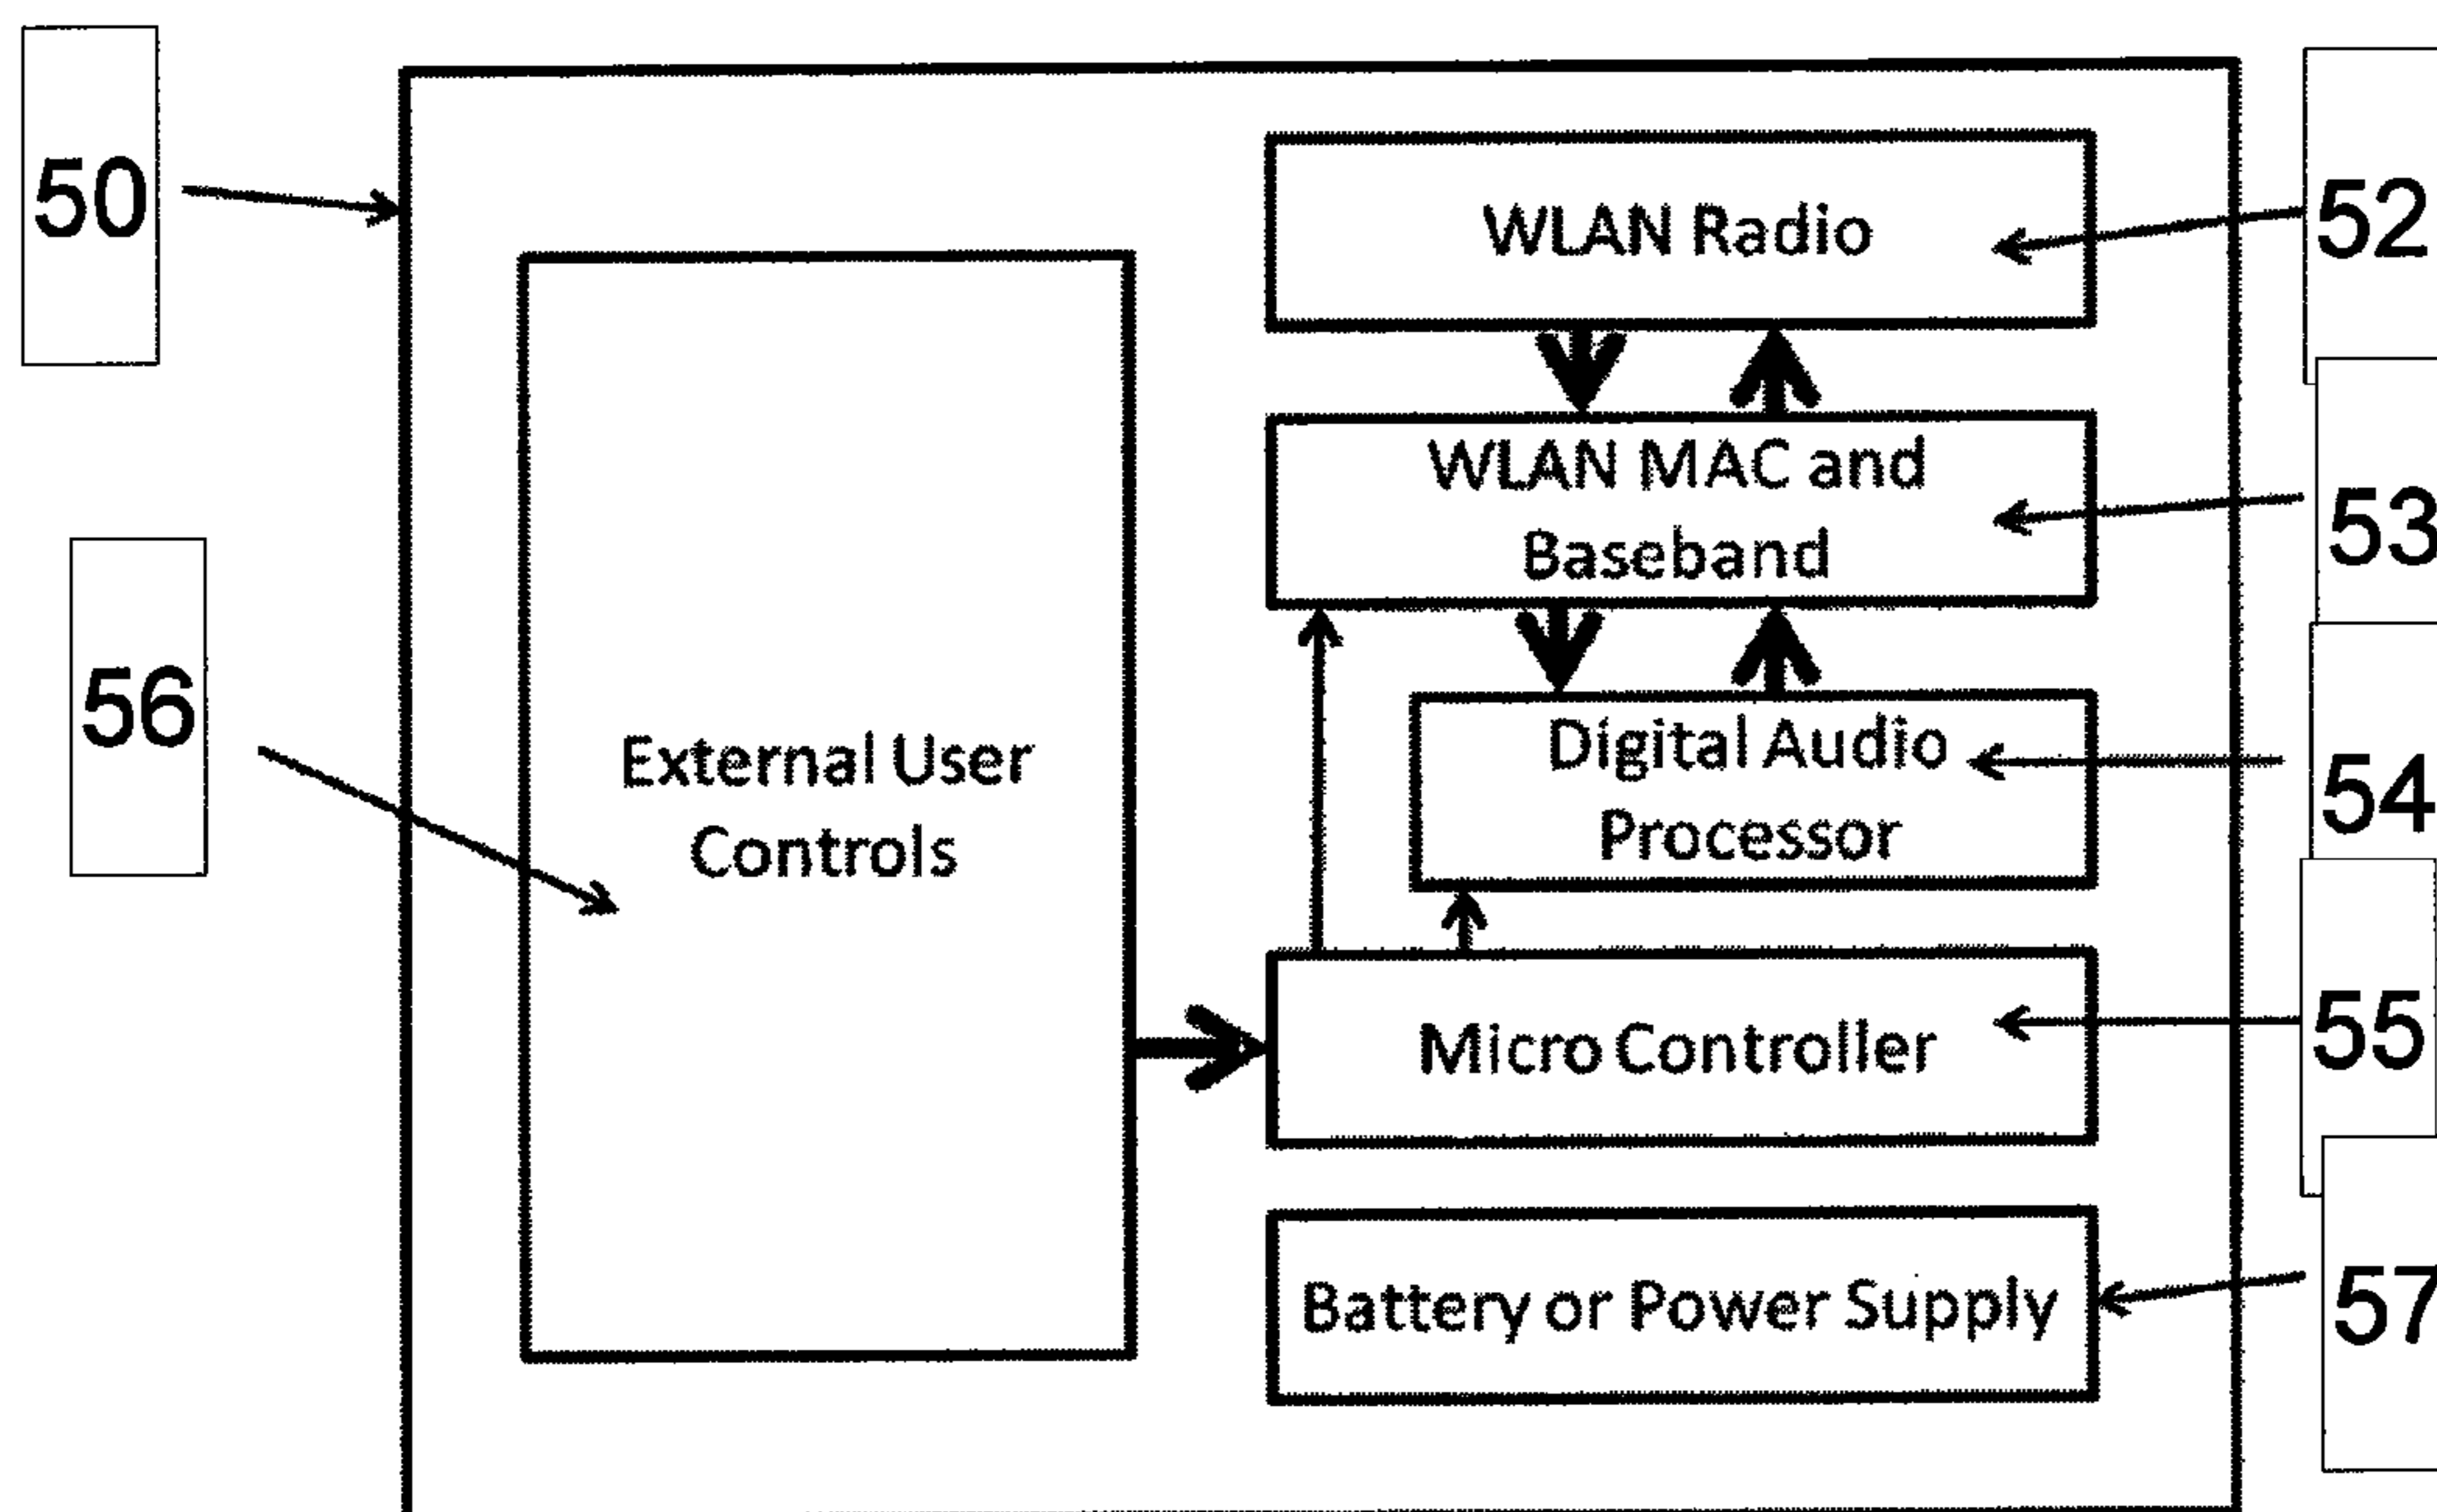 50
52
WLAN Radio
WLAN MAC and
Baseband
53
56
External User
Controls
Digital Audio
Processor
54
Micro Controller
55
Battery or Power Supply
57